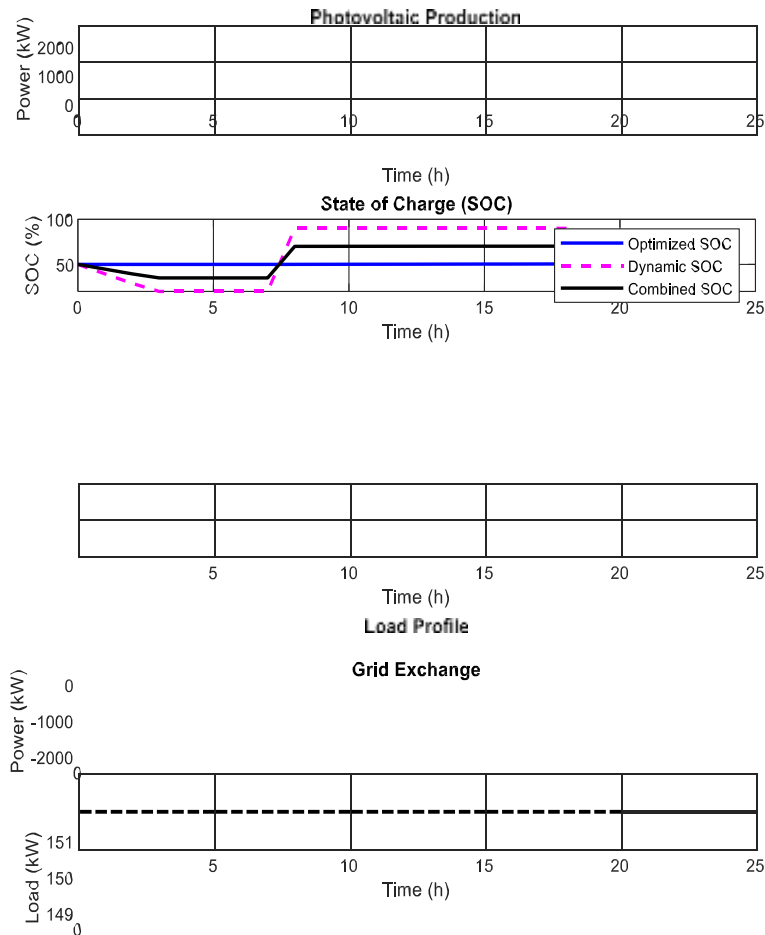 Photovoltaic Production
Power (kW)
2000
1000
0
0 5 10 15 20 25
Time (h)
State of Charge (SOC)
SOC (%)
100
50
Optimized SOC
Dynamic SOC
Combined SOC
0 5 10 15 20 25
Time (h)
5 10 15 20 25
Time (h)
Load Profile
Grid Exchange
Power (kW)
0
-1000
-2000
0
5 10 15 20 25
Time (h)
Load (kW)
151
150
149
0